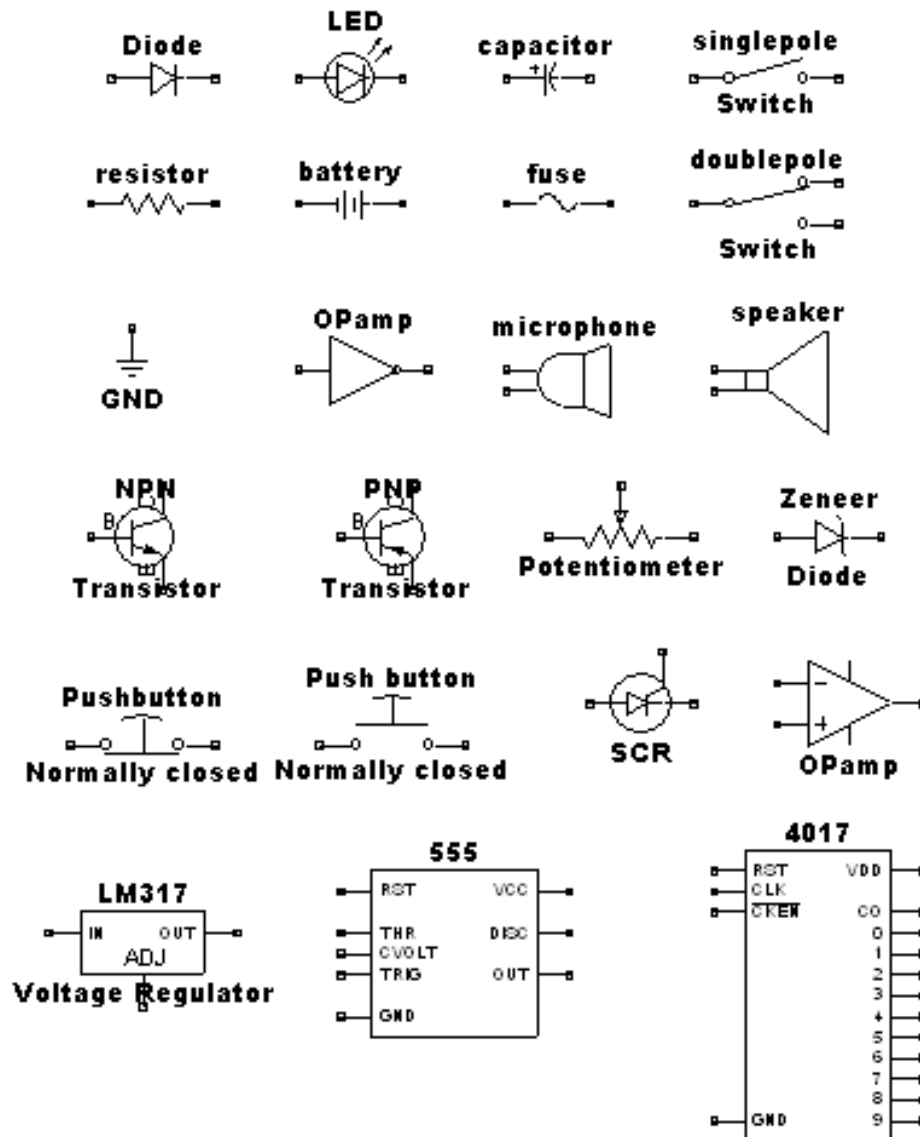 Diode
LED
capacitor
+
singlepole
Switch
resistor
battery
fuse
doublepole
Switch
GND
OPamp
microphone
speaker
NPN
B
Transistor
PNP
B
Transistor
Potentiometer
Zeneer
Diode
Pushbutton
Normally closed
Push button
Normally closed
SCR
−
+
OPamp
LM317
IN OUT
ADJ
Voltage Regulator
555
RST VCC
THR DISC
CVOLT
TRIG OUT
GND
4017
RST VDD
CLK
CKEN CO
0
1
2
3
4
5
6
7
8
GND 9